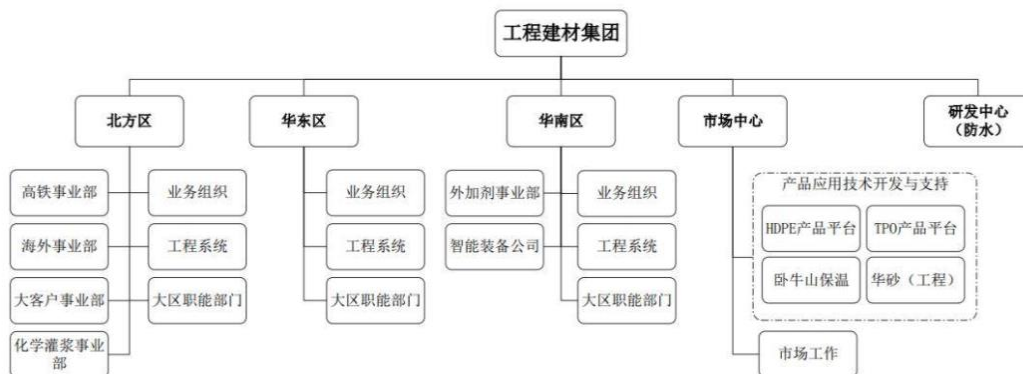 工程建材集团
北方区
华东区
华南区
市场中心
研发中心
（防水）
高铁事业部
业务组织
海外事业部
工程系统
大客户事业部
大区职能部门
化学灌浆事业
部
业务组织
工程系统
大区职能部门
外加剂事业部
业务组织
智能装备公司
工程系统
大区职能部门
产品应用技术开发与支持
HDPE产品平台
TPO产品平台
卧牛山保温
华砂（工程）
市场工作